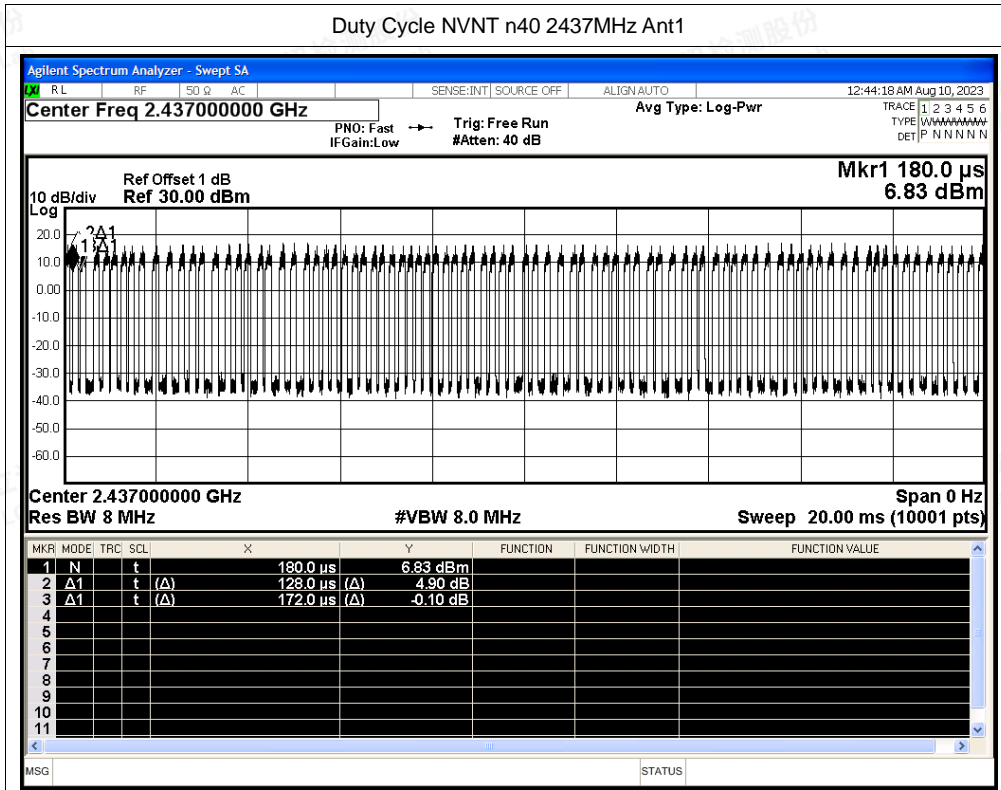 Duty Cycle NVNT n40 2437MHz Ant1
Agilent Spectrum Analyzer - Swept SA
LXI RL RF 50 Ω AC SENSE:INT SOURCE OFF ALIGN AUTO 12:44:18 AM Aug 10, 2023
Center Freq 2.437000000 GHz Avg Type: Log-Pwr TRACE 1 2 3 4 5 6
PNO: Fast Trig: Free Run TYPE WWWWWW
IFGain:Low #Atten: 40 dB DET P N N N N N
Mkr1 180.0 µs
Ref Offset 1 dB
10 dB/div Ref 30.00 dBm 6.83 dBm
Log
20.0
2Δ1
1 3Δ1
10.0
0.00
-10.0
-20.0
-30.0
-40.0
-50.0
-60.0
Center 2.437000000 GHz Span 0 Hz
Res BW 8 MHz #VBW 8.0 MHz Sweep 20.00 ms (10001 pts)
MKR MODE TRC SCL X Y FUNCTION FUNCTION WIDTH FUNCTION VALUE
1 N t 180.0 µs 6.83 dBm
2 Δ1 t (Δ) 128.0 µs (Δ) 4.90 dB
3 Δ1 t (Δ) 172.0 µs (Δ) -0.10 dB
4
5
6
7
8
9
10
11
MSG STATUS